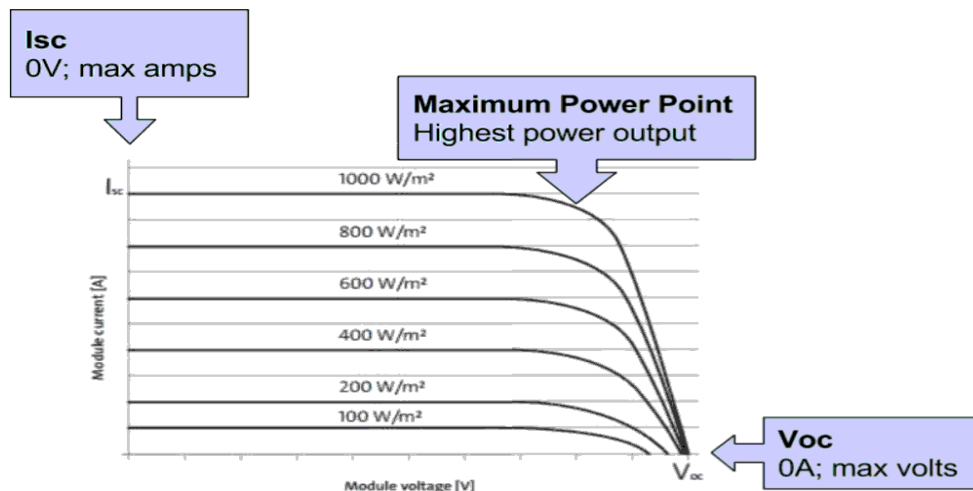 Isc
0V; max amps
Maximum Power Point
Highest power output
Isc
1000 W/m²
800 W/m²
600 W/m²
400 W/m²
200 W/m²
100 W/m²
Module current [A]
Voc
Module voltage [V]
Voc
0A; max volts